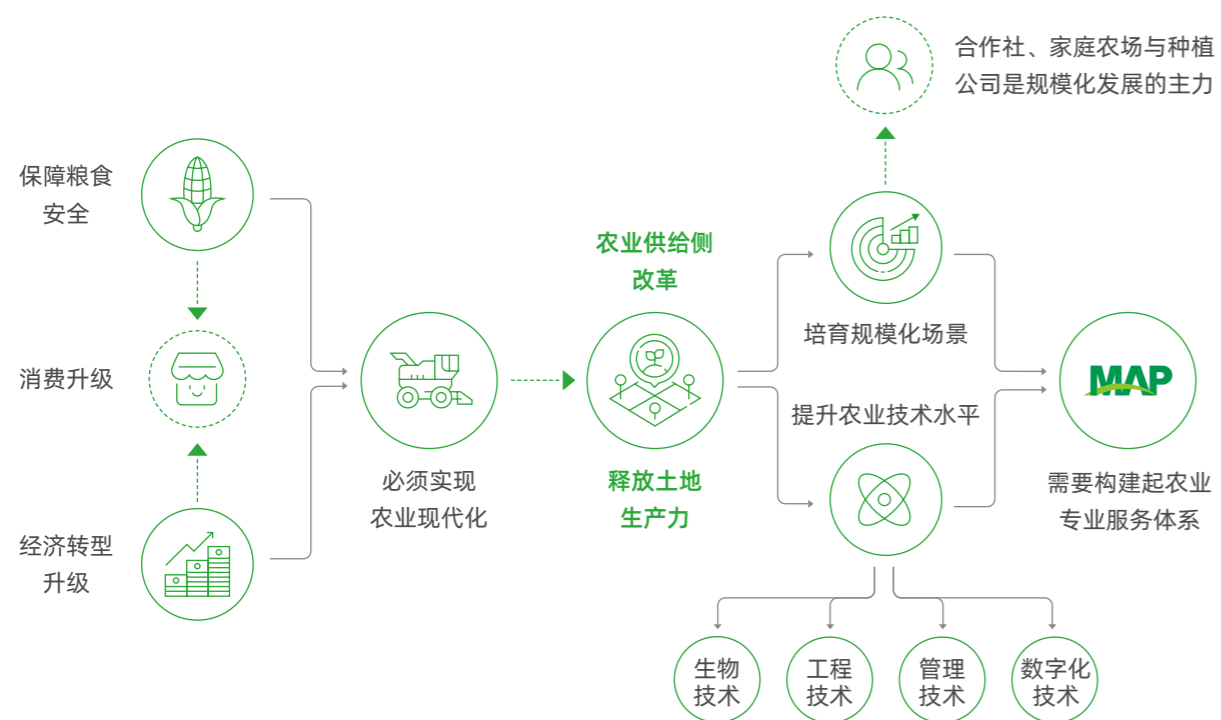 合作社、家庭农场与种植
公司是规模化发展的主力
保障粮食
安全
消费升级
经济转型
升级
必须实现
农业现代化
农业供给侧
改革
释放土地
生产力
培育规模化场景
提升农业技术水平
MAP
需要构建起农业
专业服务体系
生物
技术
工程
技术
管理
技术
数字化
技术